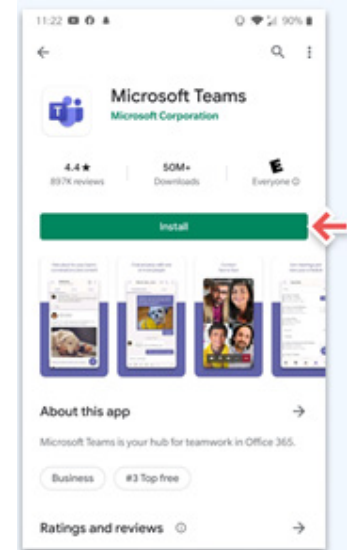 11:22
90%
Microsoft Teams
Microsoft Corporation
4.4★
50M+
E
897K reviews
Downloads
Everyone
Install
About this app
Microsoft Teams is your hub for teamwork in Office 365.
Business
#3 Top free
Ratings and reviews